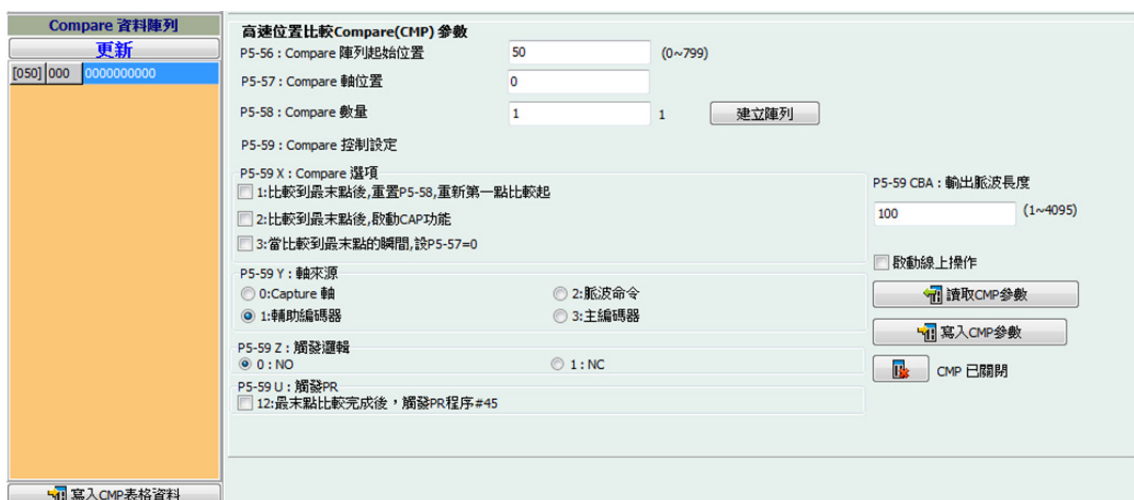 Compare 資料陣列
更新
[050] 000 0000000000
寫入CMP表格資料
高速位置比較Compare(CMP) 參數
P5-56 : Compare 陣列起始位置 50 (0~799)
P5-57 : Compare 軸位置 0
P5-58 : Compare 數量 1 1 建立陣列
P5-59 : Compare 控制設定
P5-59 X : Compare 選項
1:比較到最末點後,重置P5-58,重新第一點比較起
2:比較到最末點後,啟動CAP功能
3:當比較到最末點的瞬間,設P5-57=0
P5-59 Y : 軸來源
0:Capture 軸 2:脈波命令
1:輔助編碼器 3:主編碼器
P5-59 Z : 觸發邏輯
0 : NO 1 : NC
P5-59 U : 觸發PR
12:最末點比較完成後，觸發PR程序#45
P5-59 CBA : 輸出脈波長度
100 (1~4095)
啟動線上操作
讀取CMP參數
寫入CMP參數
CMP 已關閉